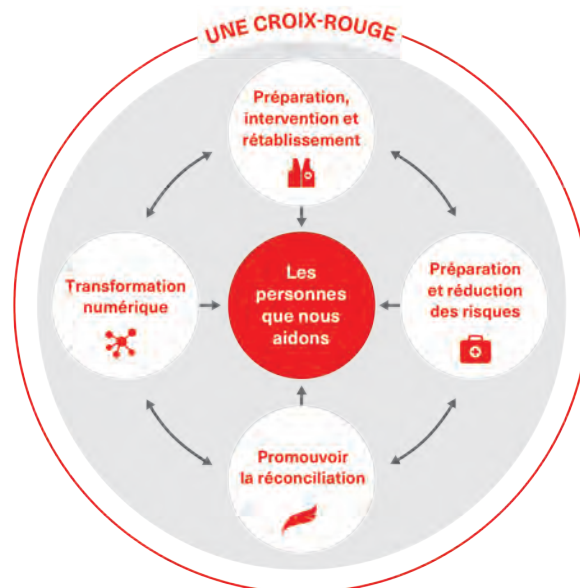 UNE CROIX-ROUGE
Préparation,
intervention et
rétablissement
Transformation
numérique
Les
personnes
que nous
aidons
Préparation
et réduction
des risques
Promouvoir
la réconciliation